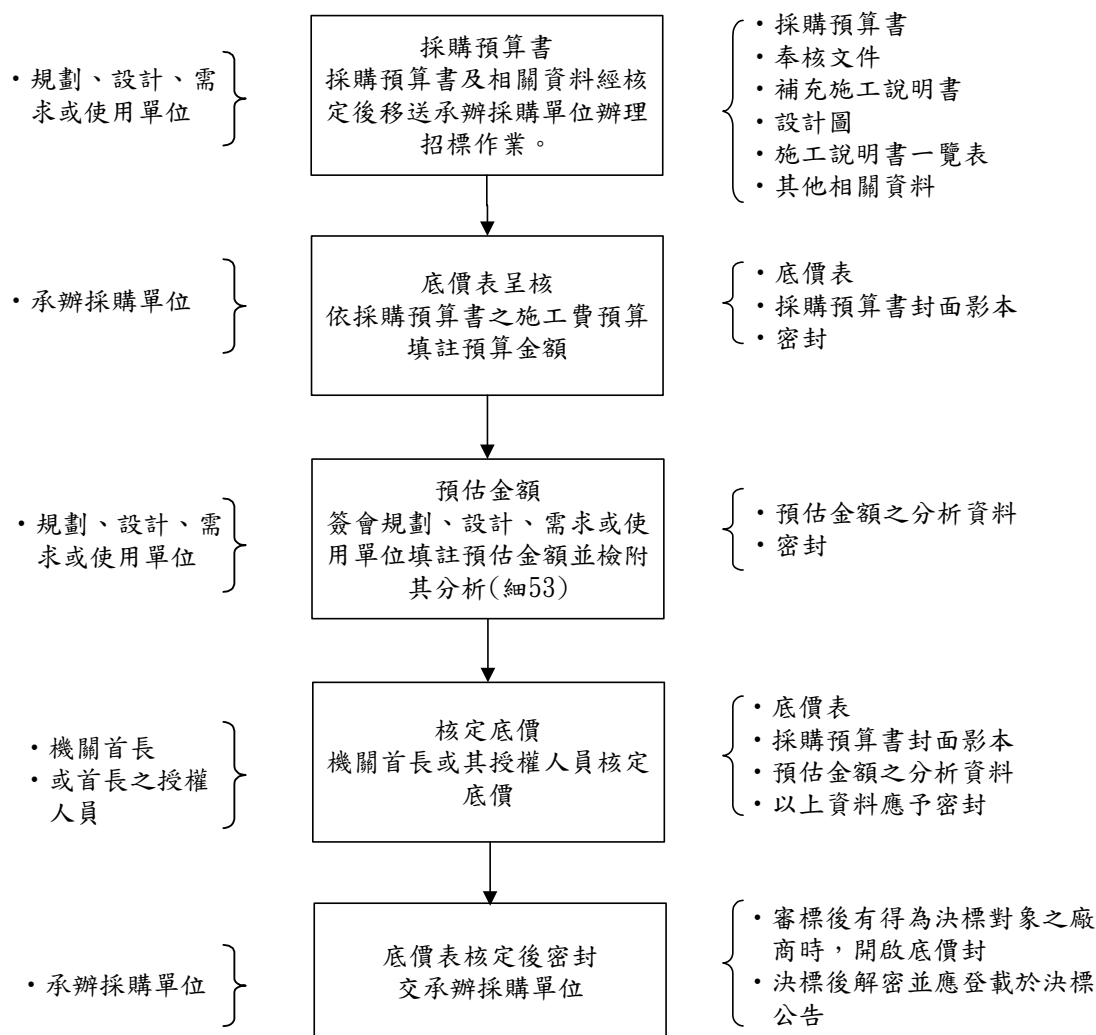 ・規劃、設計、需
求或使用單位
採購預算書
採購預算書及相關資料經核
定後移送承辦採購單位辦理
招標作業。
・採購預算書
・奉核文件
・補充施工說明書
・設計圖
・施工說明書一覽表
・其他相關資料
・承辦採購單位
底價表呈核
依採購預算書之施工費預算
填註預算金額
・底價表
・採購預算書封面影本
・密封
・規劃、設計、需
求或使用單位
預估金額
簽會規劃、設計、需求或使
用單位填註預估金額並檢附
其分析(細53)
・預估金額之分析資料
・密封
・機關首長
・或首長之授權
人員
核定底價
機關首長或其授權人員核定
底價
・底價表
・採購預算書封面影本
・預估金額之分析資料
・以上資料應予密封
・承辦採購單位
底價表核定後密封
交承辦採購單位
・審標後有得為決標對象之廠
商時，開啟底價封
・決標後解密並應登載於決標
公告